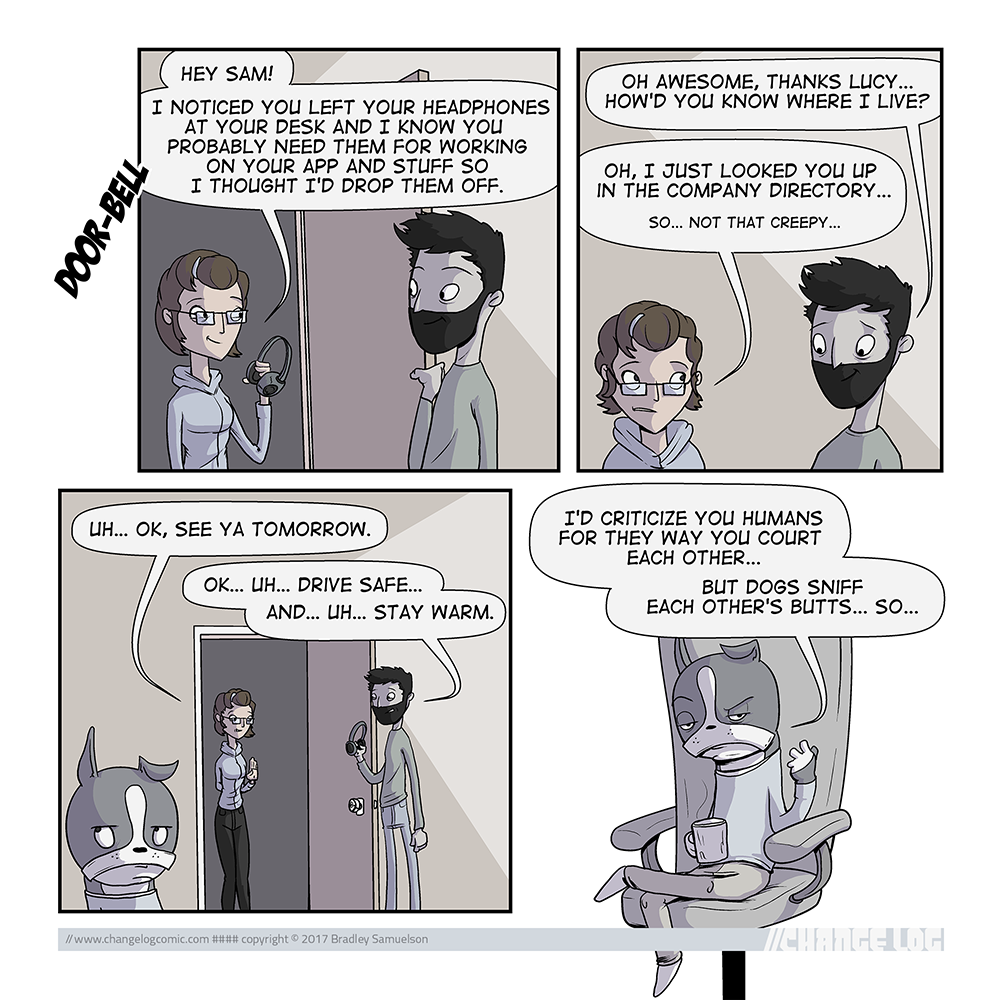 HEY SAM!
I NOTICED YOU LEFT YOUR HEADPHONES
AT YOUR DESK AND I KNOW YOU
PROBABLY NEED THEM FOR WORKING
ON YOUR APP AND STUFF SO
I THOUGHT I'D DROP THEM OFF.
DOOR-BELL
OH AWESOME, THANKS LUCY...
HOW'D YOU KNOW WHERE I LIVE?
OH, I JUST LOOKED YOU UP
IN THE COMPANY DIRECTORY...
SO... NOT THAT CREEPY...
UH... OK, SEE YA TOMORROW.
OK... UH... DRIVE SAFE...
AND... UH... STAY WARM.
I'D CRITICIZE YOU HUMANS
FOR THEY WAY YOU COURT
EACH OTHER...
BUT DOGS SNIFF
EACH OTHER'S BUTTS... SO...
// www.changelogcomic.com #### copyright © 2017 Bradley Samuelson
//CHANGE LOG